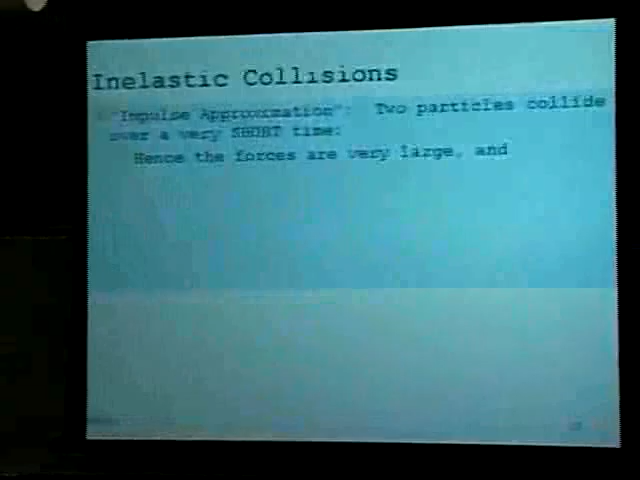 Inelastic Collisions
"Impulse Approximation": Two particles collide
over a very SHORT time:
Hence the forces are very large, and